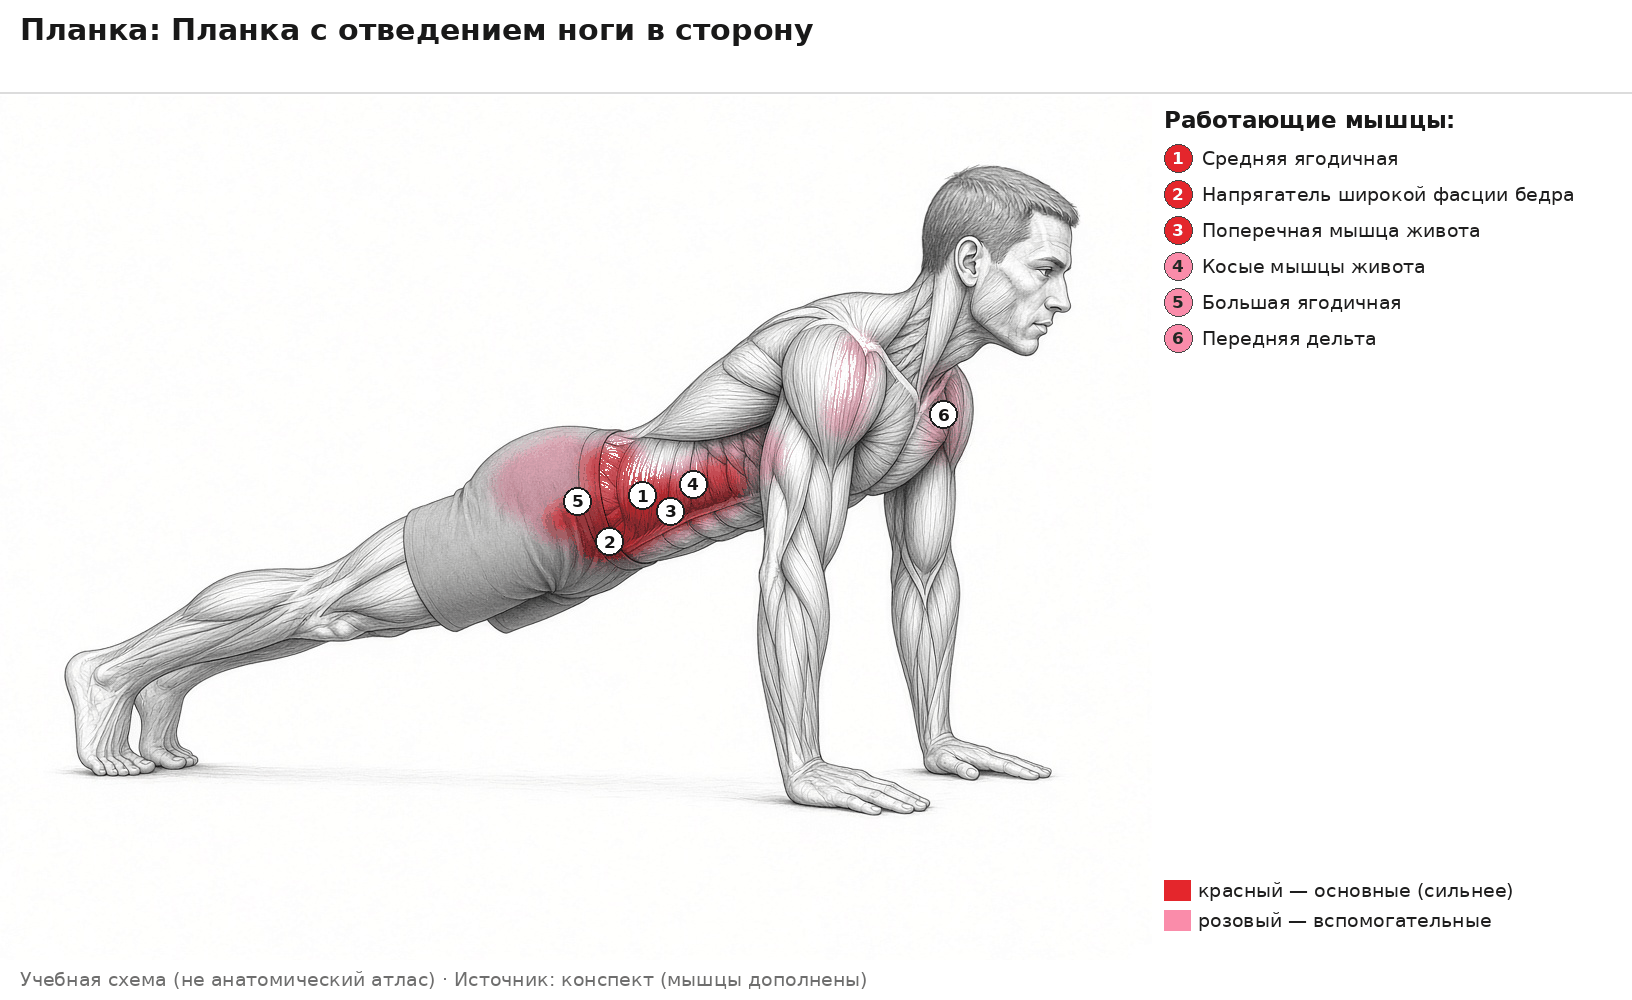 Планка: Планка с отведением ноги в сторону
Работающие мышцы:
1 Средняя ягодичная
2 Напрягатель широкой фасции бедра
3 Поперечная мышца живота
4 Косые мышцы живота
5 Большая ягодичная
6 Передняя дельта
6
4
1
5
3
2
красный — основные (сильнее)
розовый — вспомогательные
Учебная схема (не анатомический атлас) · Источник: конспект (мышцы дополнены)